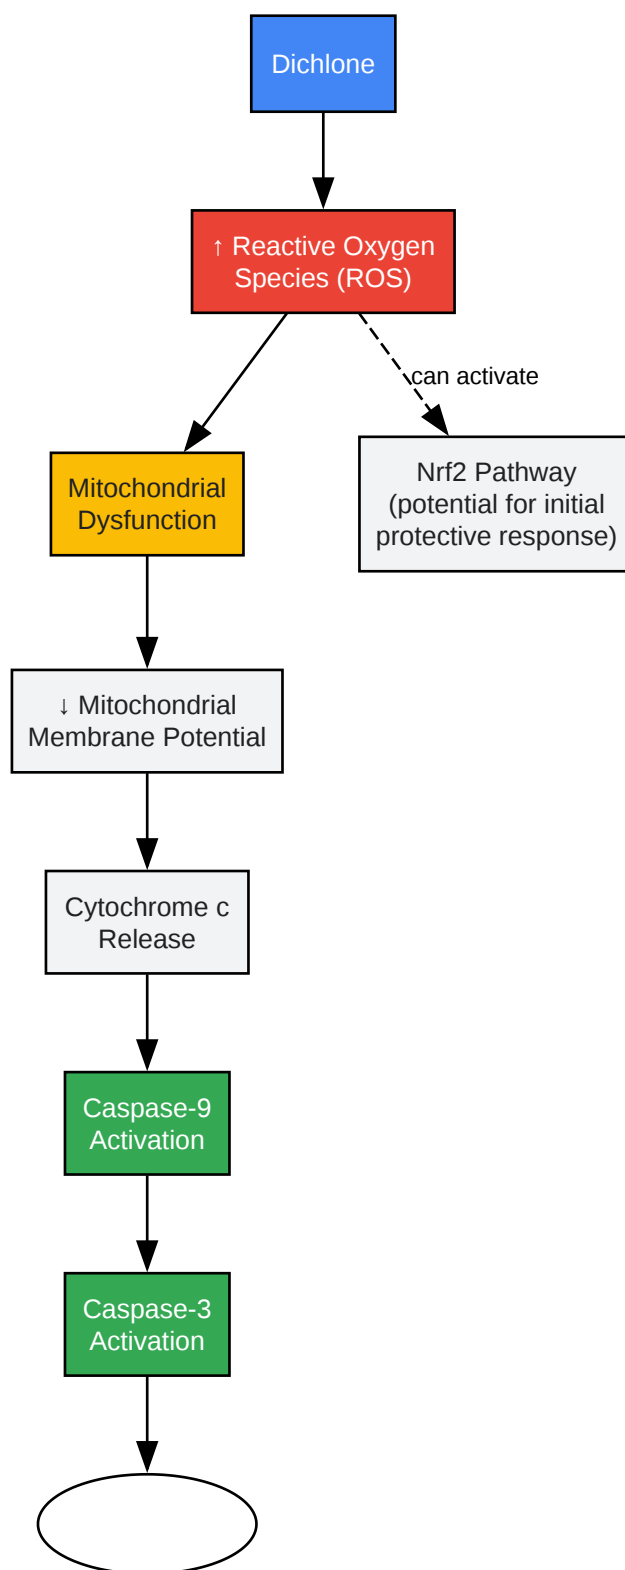 Dichlone
↑ Reactive Oxygen
Species (ROS)
can activate
Mitochondrial
Dysfunction
Nrf2 Pathway
(potential for initial
protective response)
↓ Mitochondrial
Membrane Potential
Cytochrome c
Release
Caspase-9
Activation
Caspase-3
Activation